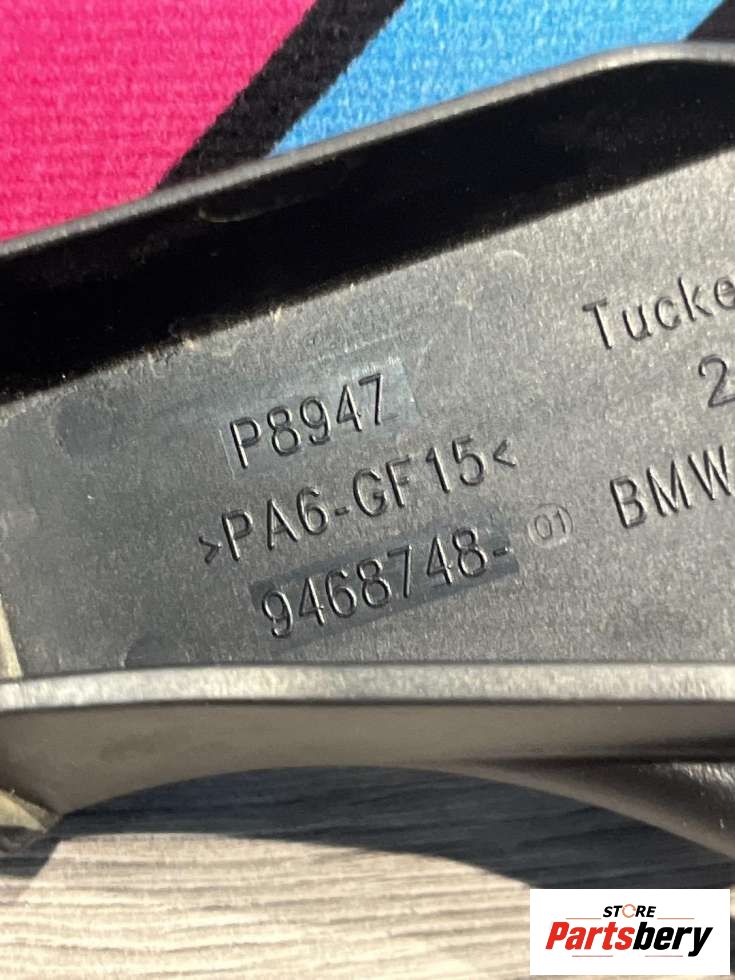 Tucke
2
P8947
>PA6-GF15<
BMW
9468748-
01
STORE
Partsbery